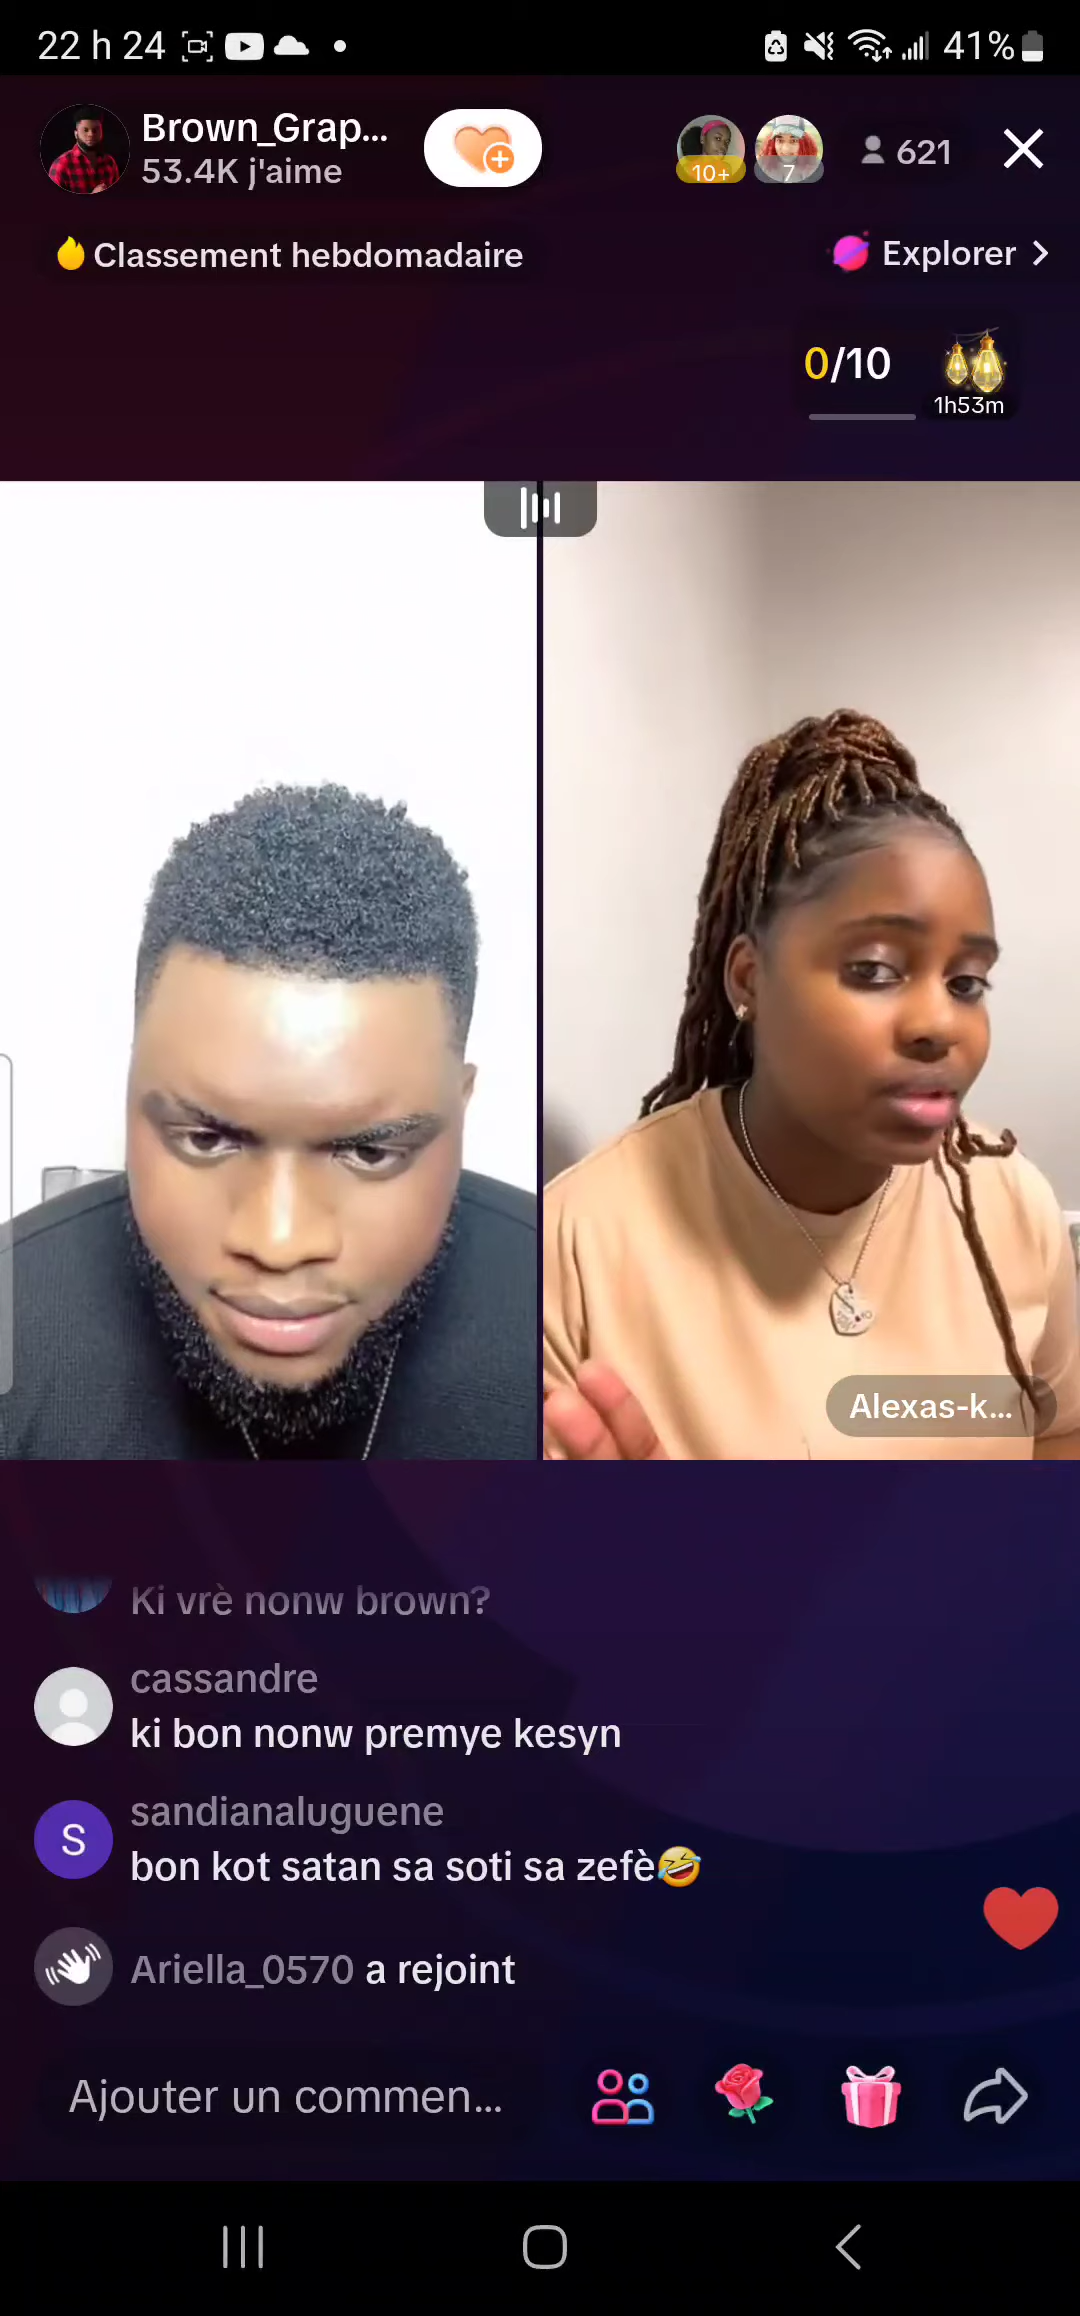 22 h 24
41%
Brown_Grap...
53.4K j'aime
10+
7
621
Classement hebdomadaire
Explorer
0/10
1h53m
Alexas-k...
Ki vrè nonw brown?
cassandre
ki bon nonw premye kesyn
sandianaluguene
S
bon kot satan sa soti sa zefè🤣
Ariella_0570 a rejoint
Ajouter un commen...